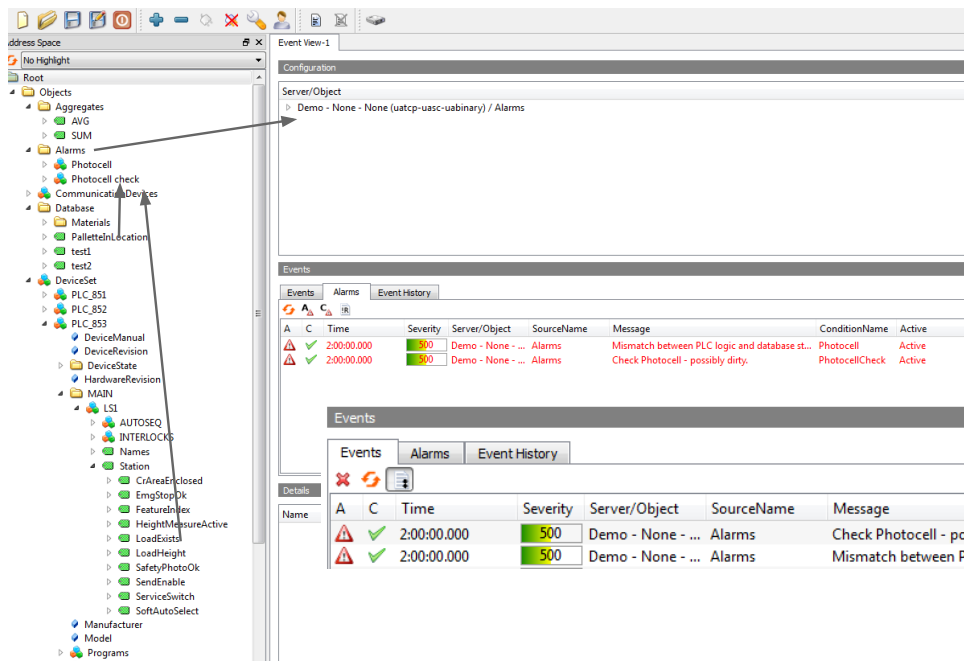 Address Space
No Highlight
Root
Objects
Aggregates
AVG
SUM
Alarms
Photocell
Photocell check
CommunicationDevices
Database
Materials
PalletteInLocation
test1
test2
DeviceSet
PLC_851
PLC_852
PLC_853
DeviceManual
DeviceRevision
DeviceState
HardwareRevision
MAIN
LS1
AUTOSEQ
INTERLOCKS
Names
Station
CrAreaEnclosed
EmgStopOk
FeatureIndex
HeightMeasureActive
LoadExists
LoadHeight
SafetyPhotoOk
SendEnable
ServiceSwitch
SoftAutoSelect
Manufacturer
Model
Programs
Event View-1
Configuration
Server/Object
Demo - None - None (uatcp-uasc-uabinary) / Alarms
Events
Events Alarms Event History
A C Time Severity Server/Object SourceName Message ConditionName Active
2:00:00.000 500 Demo - None - ... Alarms Mismatch between PLC logic and database st... Photocell Active
2:00:00.000 500 Demo - None - ... Alarms Check Photocell - possibly dirty. PhotocellCheck Active
Details
Name
Events
Events Alarms Event History
A C Time Severity Server/Object SourceName Message
2:00:00.000 500 Demo - None - ... Alarms Check Photocell - po
2:00:00.000 500 Demo - None - ... Alarms Mismatch between P